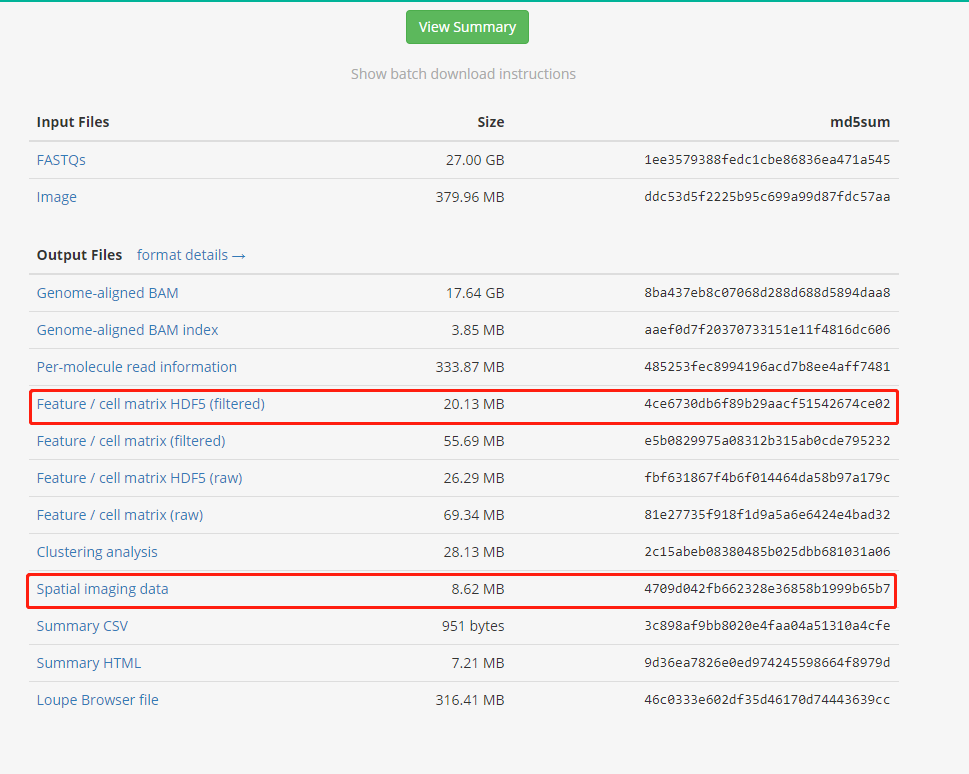 View Summary
Show batch download instructions
Input Files Size md5sum
FASTQs 27.00 GB 1ee3579388fedc1cbe86836ea471a545
Image 379.96 MB ddc53d5f2225b95c699a99d87fdc57aa
Output Files format details →
Genome-aligned BAM 17.64 GB 8ba437eb8c07068d288d688d5894daa8
Genome-aligned BAM index 3.85 MB aaef0d7f20370733151e11f4816dc606
Per-molecule read information 333.87 MB 485253fec8994196acd7b8ee4aff7481
Feature / cell matrix HDF5 (filtered) 20.13 MB 4ce6730db6f89b29aacf51542674ce02
Feature / cell matrix (filtered) 55.69 MB e5b0829975a08312b315ab0cde795232
Feature / cell matrix HDF5 (raw) 26.29 MB fbf631867f4b6f014464da58b97a179c
Feature / cell matrix (raw) 69.34 MB 81e27735f918f1d9a5a6e6424e4bad32
Clustering analysis 28.13 MB 2c15abeb08380485b025dbb681031a06
Spatial imaging data 8.62 MB 4709d042fb662328e36858b1999b65b7
Summary CSV 951 bytes 3c898af9bb8020e4faa04a51310a4cfe
Summary HTML 7.21 MB 9d36ea7826e0ed974245598664f8979d
Loupe Browser file 316.41 MB 46c0333e602df35d46170d74443639cc